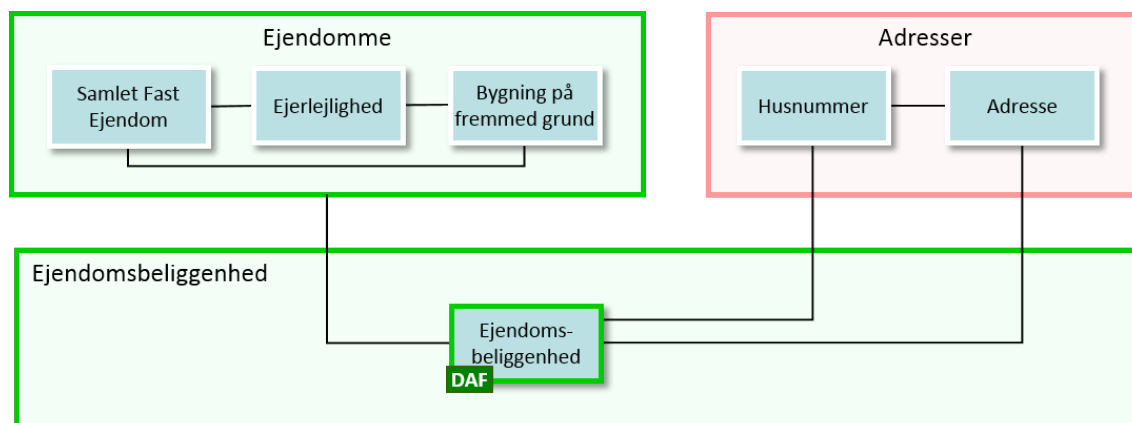 Ejendomme
Samlet Fast
Ejendom
Ejerlejlighed
Bygning på
fremmed grund
Adresser
Husnummer
Adresse
Ejendomsbeliggenhed
Ejendoms-
beliggenhed
DAF